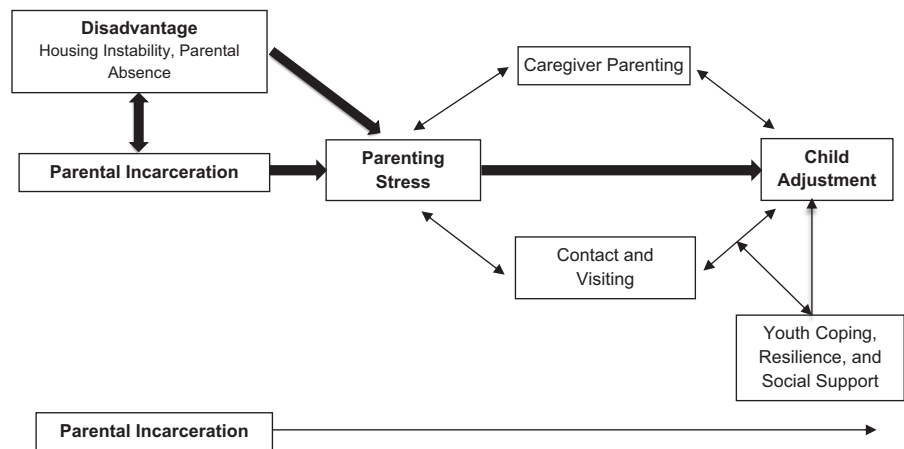 Disadvantage
Housing Instability, Parental
Absence
Caregiver Parenting
Parental Incarceration
Parenting
Stress
Child
Adjustment
Contact and
Visiting
Youth Coping,
Resilience, and
Social Support
Parental Incarceration